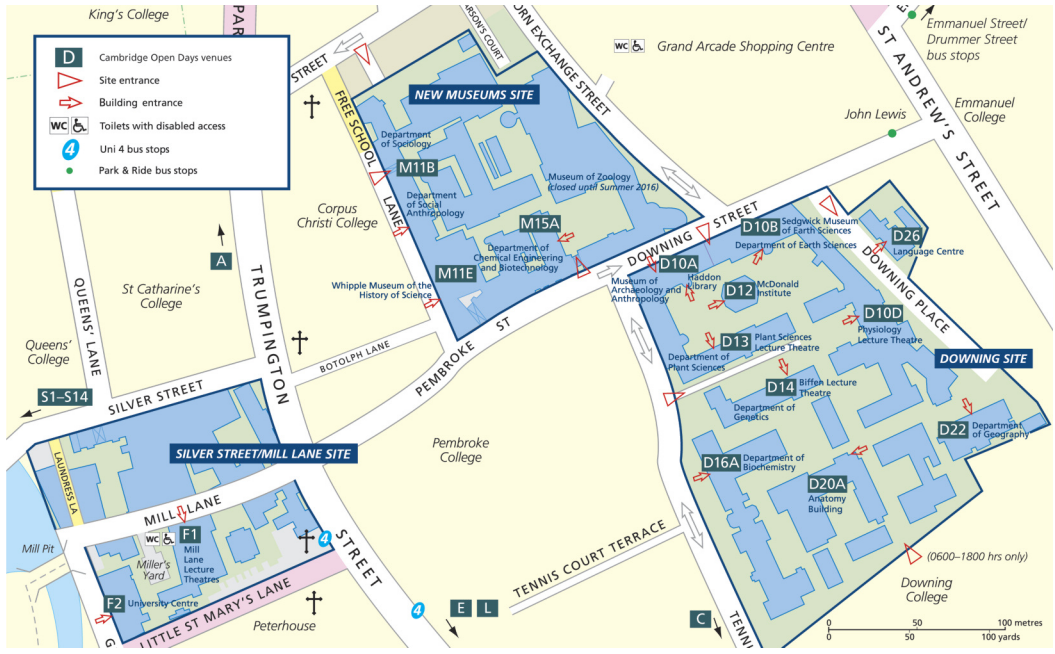 King's College
PAR
D
Cambridge Open Days venues
Site entrance
Building entrance
WC
Toilets with disabled access
4
Uni 4 bus stops
Park & Ride bus stops
STREET
ARSON'S COURT
ORN EXCHANGE STREET
WC
Grand Arcade Shopping Centre
E
Emmanuel Street/
Drummer Street
bus stops
ST ANDREW'S STREET
Emmanuel
College
John Lewis
NEW MUSEUMS SITE
FREE SCHOOL LANE
Department
of Sociology
M11B
Museum of Zoology
(closed until Summer 2016)
Department
of Social
Anthropology
M15A
Department of
Chemical Engineering
and Biotechnology
M11E
Whipple Museum of the
History of Science
Corpus
Christi College
A
St Catharine's
College
TRUMPINGTON
STREET
QUEENS' LANE
Queens'
College
S1–S14
SILVER STREET
BOTOLPH LANE
PEMBROKE ST
DOWNING STREET
D10B
Sedgwick Museum
of Earth Sciences
Department of Earth Sciences
D26
Language Centre
D10A
Haddon
Library
Museum of
Archaeology and
Anthropology
D12
McDonald
Institute
DOWNING PLACE
D10D
Physiology
Lecture Theatre
D13
Plant Sciences
Lecture Theatre
Department of
Plant Sciences
DOWNING SITE
D14
Biffen Lecture
Theatre
Department of
Genetics
D22
Department
of Geography
D16A
Department of
Biochemistry
D20A
Anatomy
Building
SILVER STREET/MILL LANE SITE
LAUNDRESS LA
Pembroke
College
MILL LANE
Mill Pit
WC
F1
Mill
Lane
Lecture
Theatres
Miller's
Yard
4
F2
University Centre
LITTLE ST MARY'S LANE
G
Peterhouse
4
E
L
TENNIS COURT TERRACE
C
TENNI
(0600–1800 hrs only)
Downing
College
0
50
100 metres
0
50
100 yards